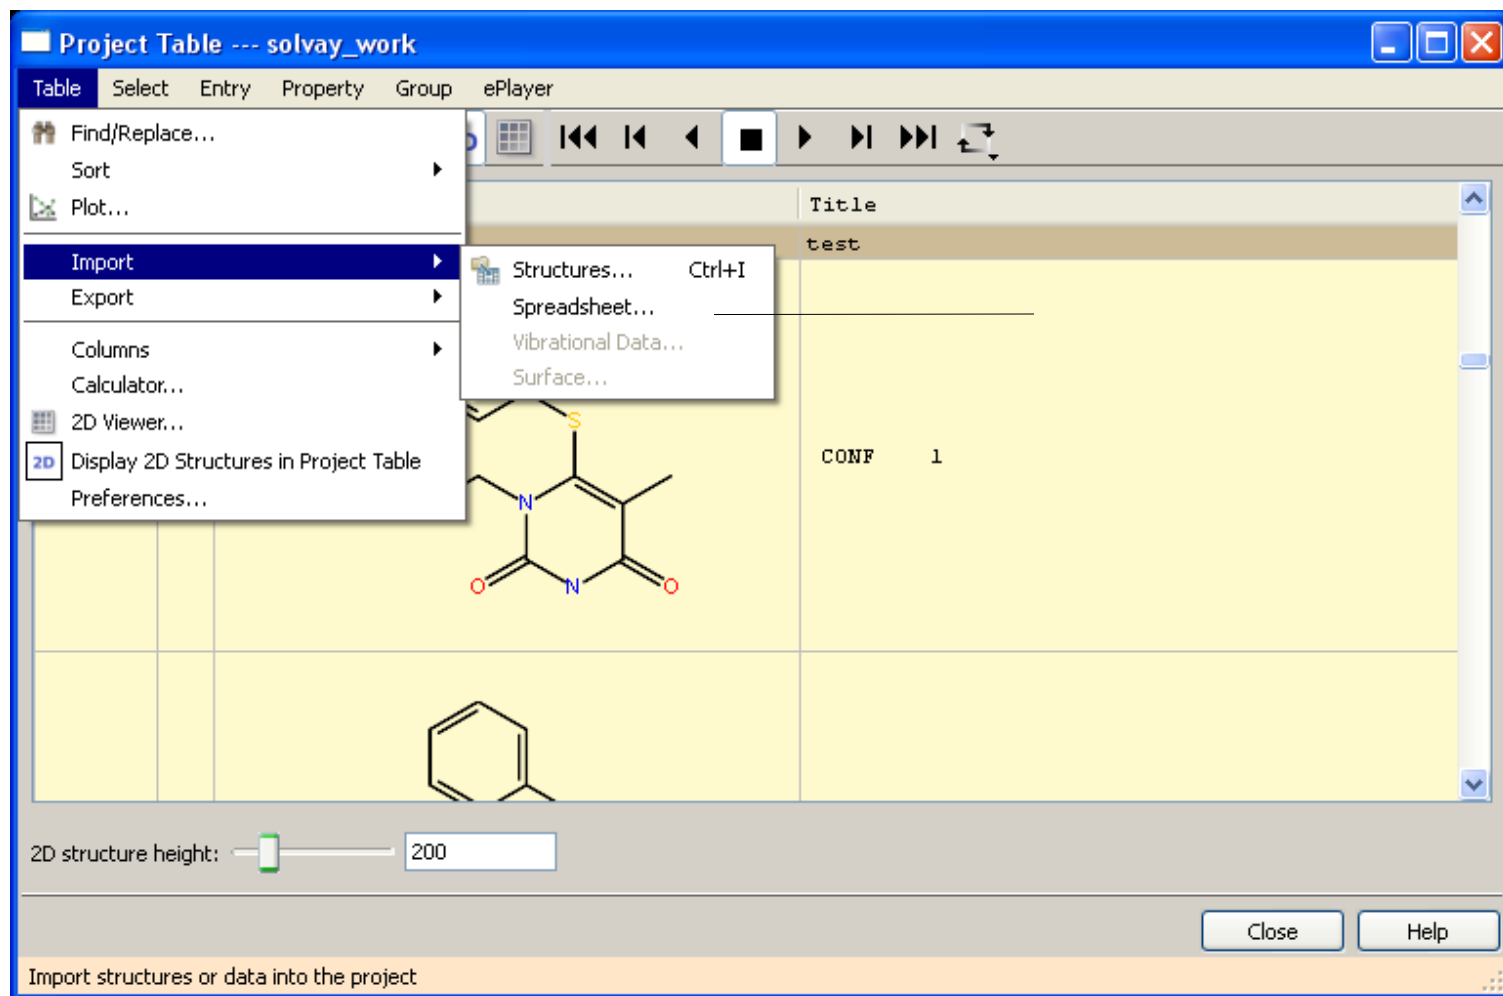 Project Table --- solvay_work
Table Select Entry Property Group ePlayer
Find/Replace...
Sort
Plot...
Import
Export
Columns
Calculator...
2D Viewer...
2D Display 2D Structures in Project Table
Preferences...
Structures... Ctrl+I
Spreadsheet...
Vibrational Data...
Surface...
Title
test
S
N
O
N
O
CONF 1
2D structure height: 200
Close Help
Import structures or data into the project